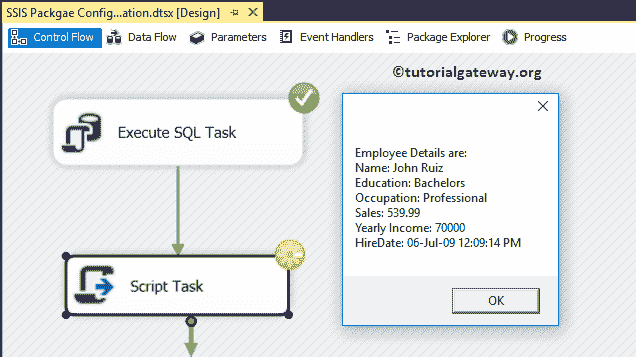 SSIS Packgae Config...ation.dtsx [Design]
Control Flow Data Flow Parameters Event Handlers Package Explorer Progress
©tutorialgateway.org
Execute SQL Task
Employee Details are:
Name: John Ruiz
Education: Bachelors
Occupation: Professional
Sales: 539.99
Yearly Income: 70000
HireDate: 06-Jul-09 12:09:14 PM
Script Task
OK